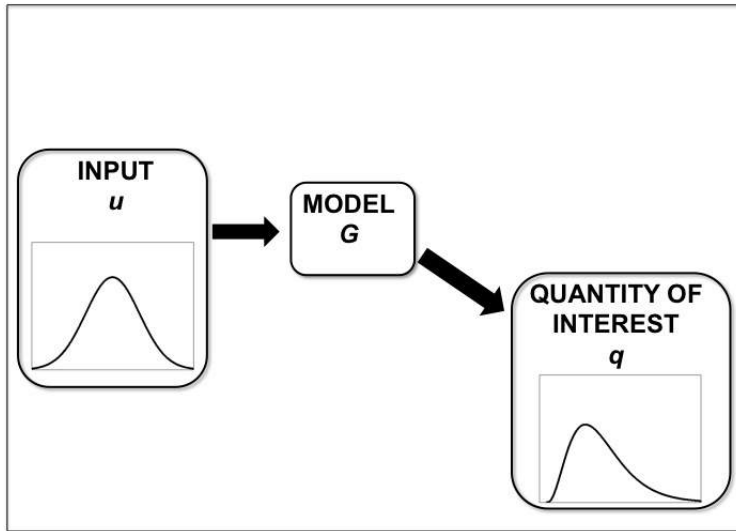 INPUT
u
MODEL
G
QUANTITY OF
INTEREST
q